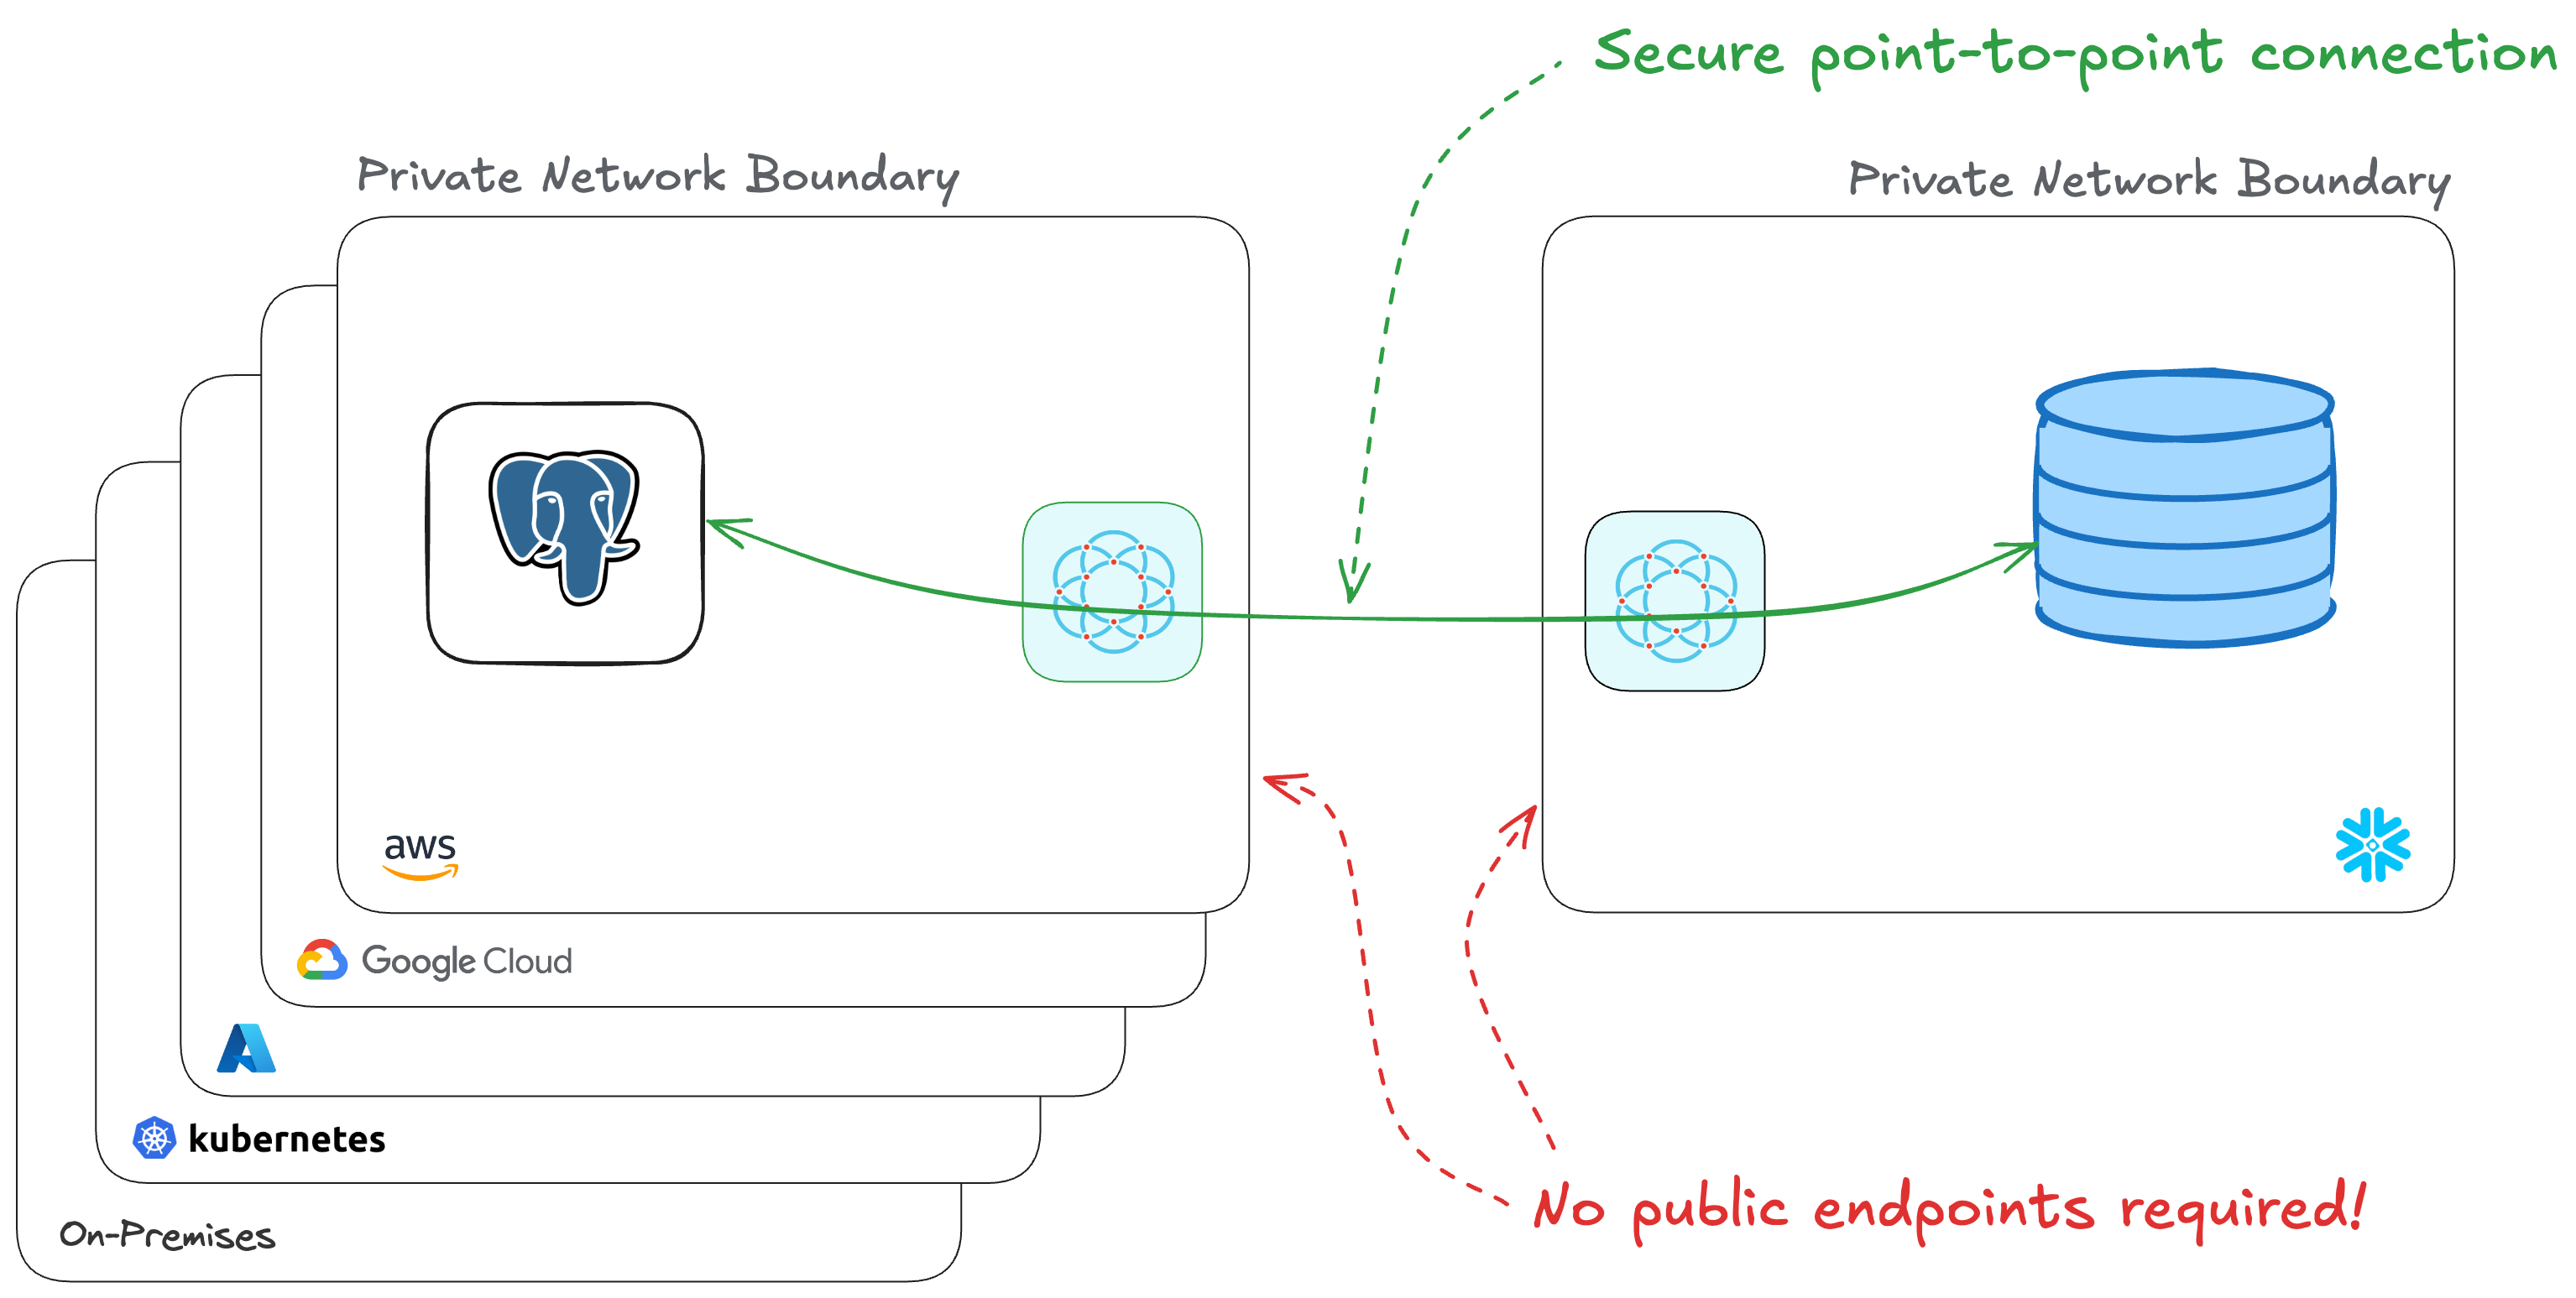 Secure point-to-point connection
Private Network Boundary
Private Network Boundary
aws
Google Cloud
kubernetes
On-Premises
No public endpoints required!